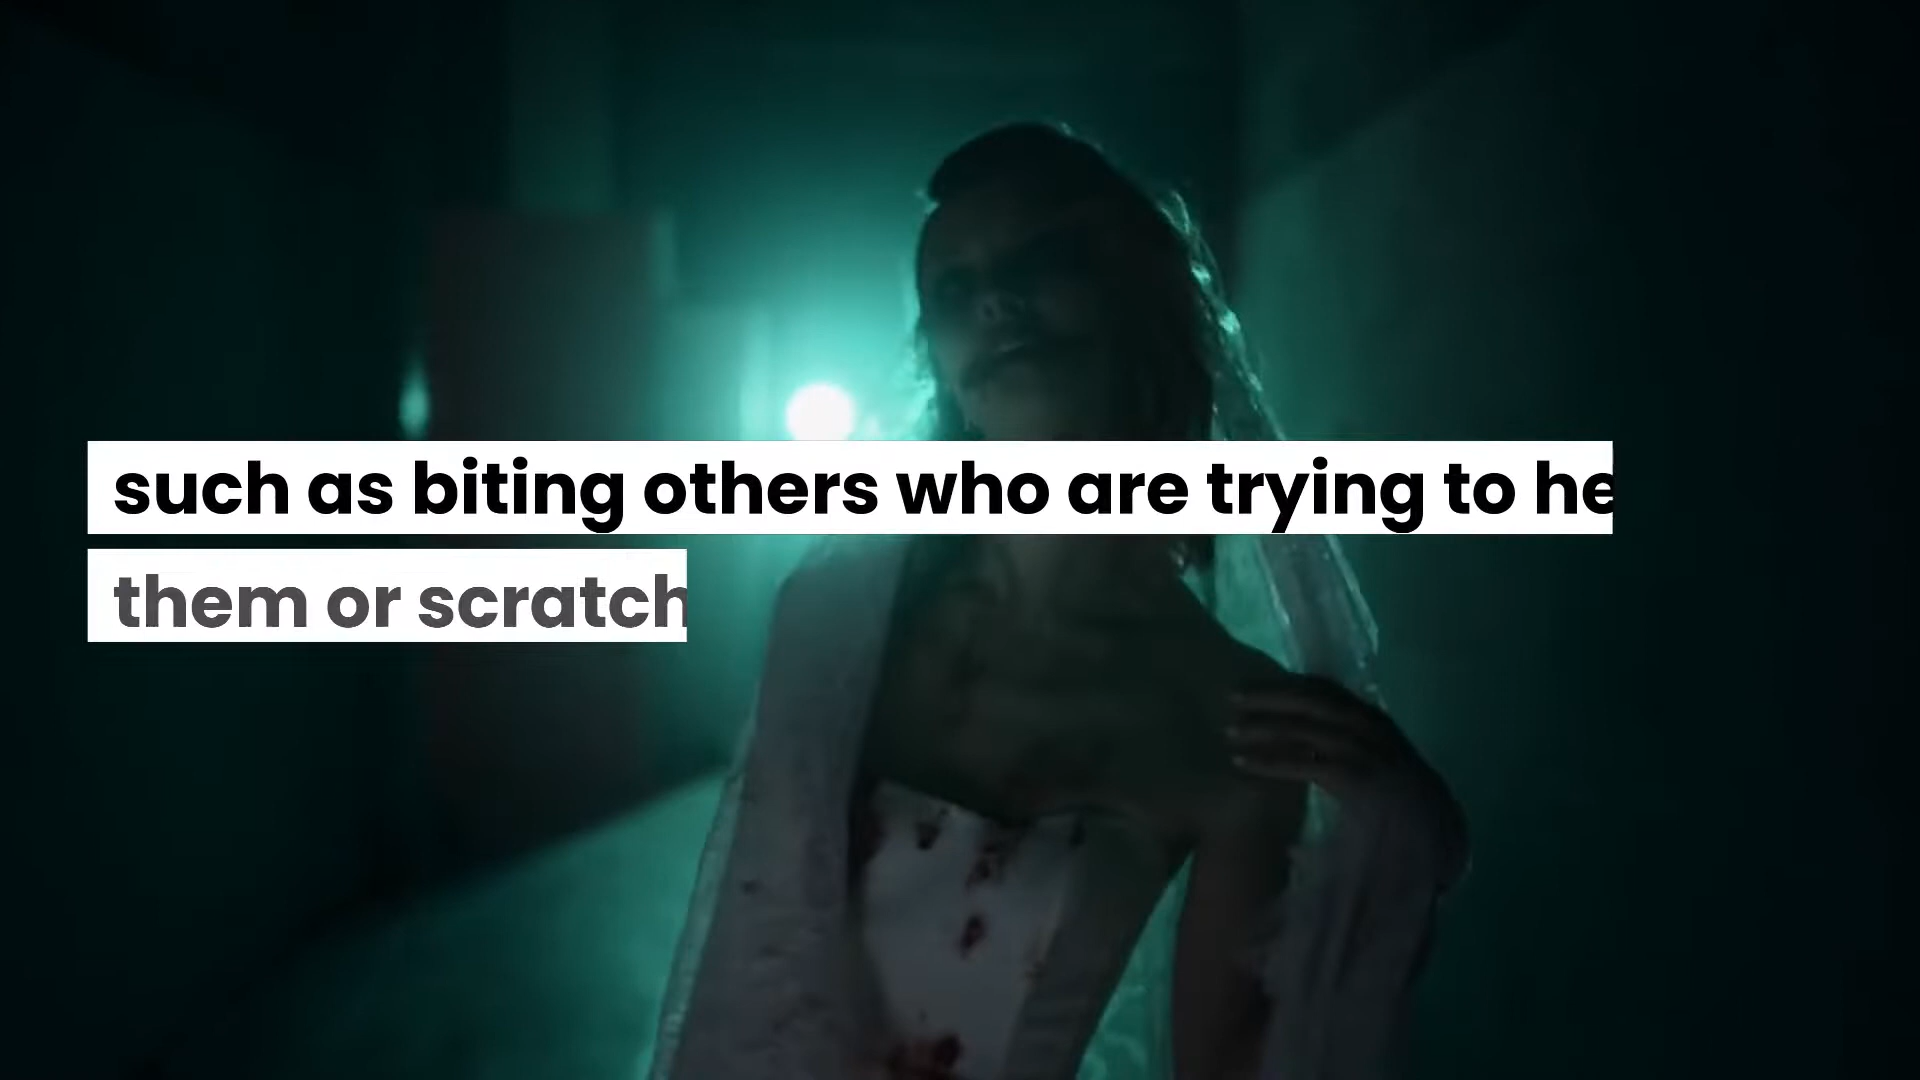 such as biting others who are trying to he
them or scratch